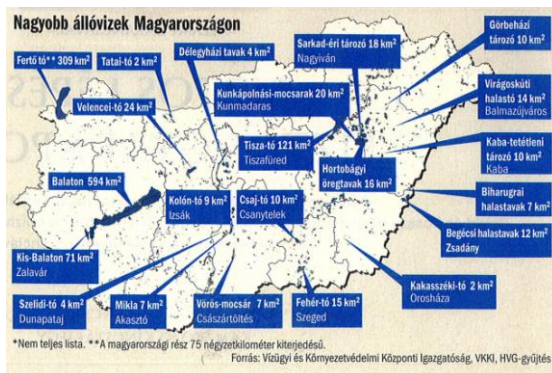 Nagyobb állóvizek Magyarországon
Fertő tó** 309 km²
Tatai-tó 2 km²
Délegyházi tavak 4 km²
Sarkad-éri tározó 18 km²
Nagyiván
Görbeházi
tározó 10 km²
Velencei-tó 24 km²
Kunkápolnási-mocsarak 20 km²
Kunmadaras
Virágoskúti
halastó 14 km²
Balmazújváros
Tisza-tó 121 km²
Tiszafüred
Kaba-tetétleni
tározó 10 km²
Kaba
Balaton 594 km²
Kolón-tó 9 km²
Izsák
Csaj-tó 10 km²
Csanytelek
Hortobágyi
öregtavak 16 km²
Biharugrai
halastavak 7 km²
Begécsi halastavak 12 km²
Zsadány
Kis-Balaton 71 km²
Zalavár
Szelidi-tó 4 km²
Dunapataj
Mikla 7 km²
Akasztó
Vörös-mocsár 7 km²
Császártöltés
Fehér-tó 15 km²
Szeged
Kakasszéki-tó 2 km²
Orosháza
*Nem teljes lista. **A magyarországi rész 75 négyzetkilométer kiterjedésű.
Forrás: Vízügyi és Környezetvédelmi Központi Igazgatóság, VKKI, HVG-gyűjtés